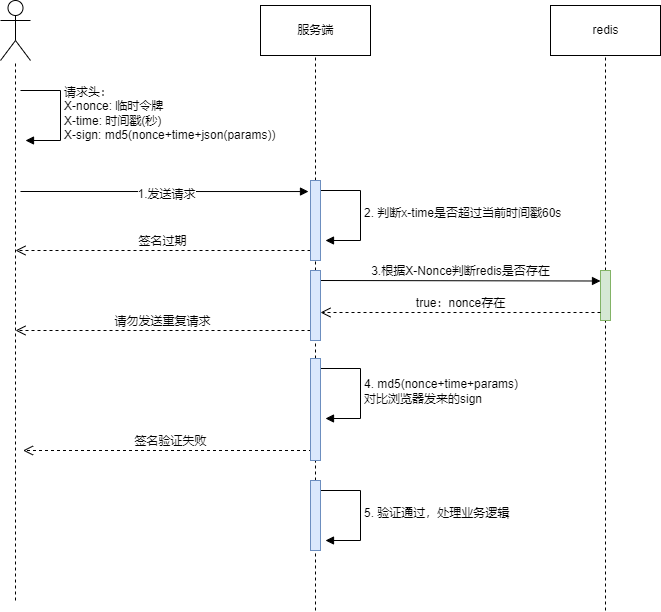 服务端
redis
请求头：
X-nonce: 临时令牌
X-time: 时间戳(秒)
X-sign: md5(nonce+time+json(params))
1.发送请求
2. 判断x-time是否超过当前时间戳60s
签名过期
3.根据X-Nonce判断redis是否存在
true：nonce存在
请勿发送重复请求
4. md5(nonce+time+params)
对比浏览器发来的sign
签名验证失败
5. 验证通过，处理业务逻辑